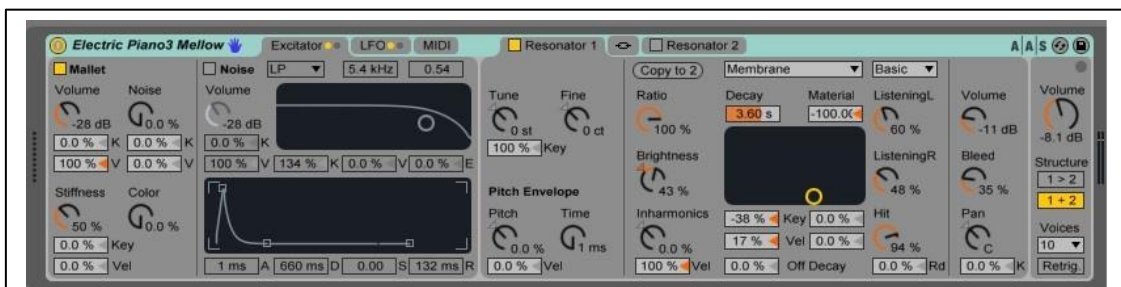 Electric Piano3 Mellow Excitator LFO MIDI Resonator 1 Resonator 2 A|A|S
Mallet Noise LP 5.4 kHz 0.54
Volume Noise Volume
-28 dB 0.0 % -28 dB
0.0 % K 0.0 % K 0.0 % K
100 % V 0.0 % V 100 % V 134 % K 0.0 % V 0.0 % E
Stiffness Color
50 % 0.0 %
0.0 % Key
0.0 % Vel 1 ms A 660 ms D 0.00 S 132 ms R
Tune Fine
0 st 0 ct
100 % Key
Pitch Envelope
Pitch Time
0.0 % 1 ms
0.0 % Vel
Copy to 2 Membrane Basic
Ratio Decay Material ListeningL
100 % 3.60 s -100.0 60 %
Brightness ListeningR
43 % 48 %
Inharmonics -38 % Key 0.0 % Hit
0.0 % 17 % Vel 0.0 % 94 %
100 % Vel 0.0 % Off Decay 0.0 % Rd
Volume
-11 dB
Bleed
35 %
Pan
C
0.0 % K
Volume
-8.1 dB
Structure
1 > 2
1 + 2
Voices
10
Retrig.